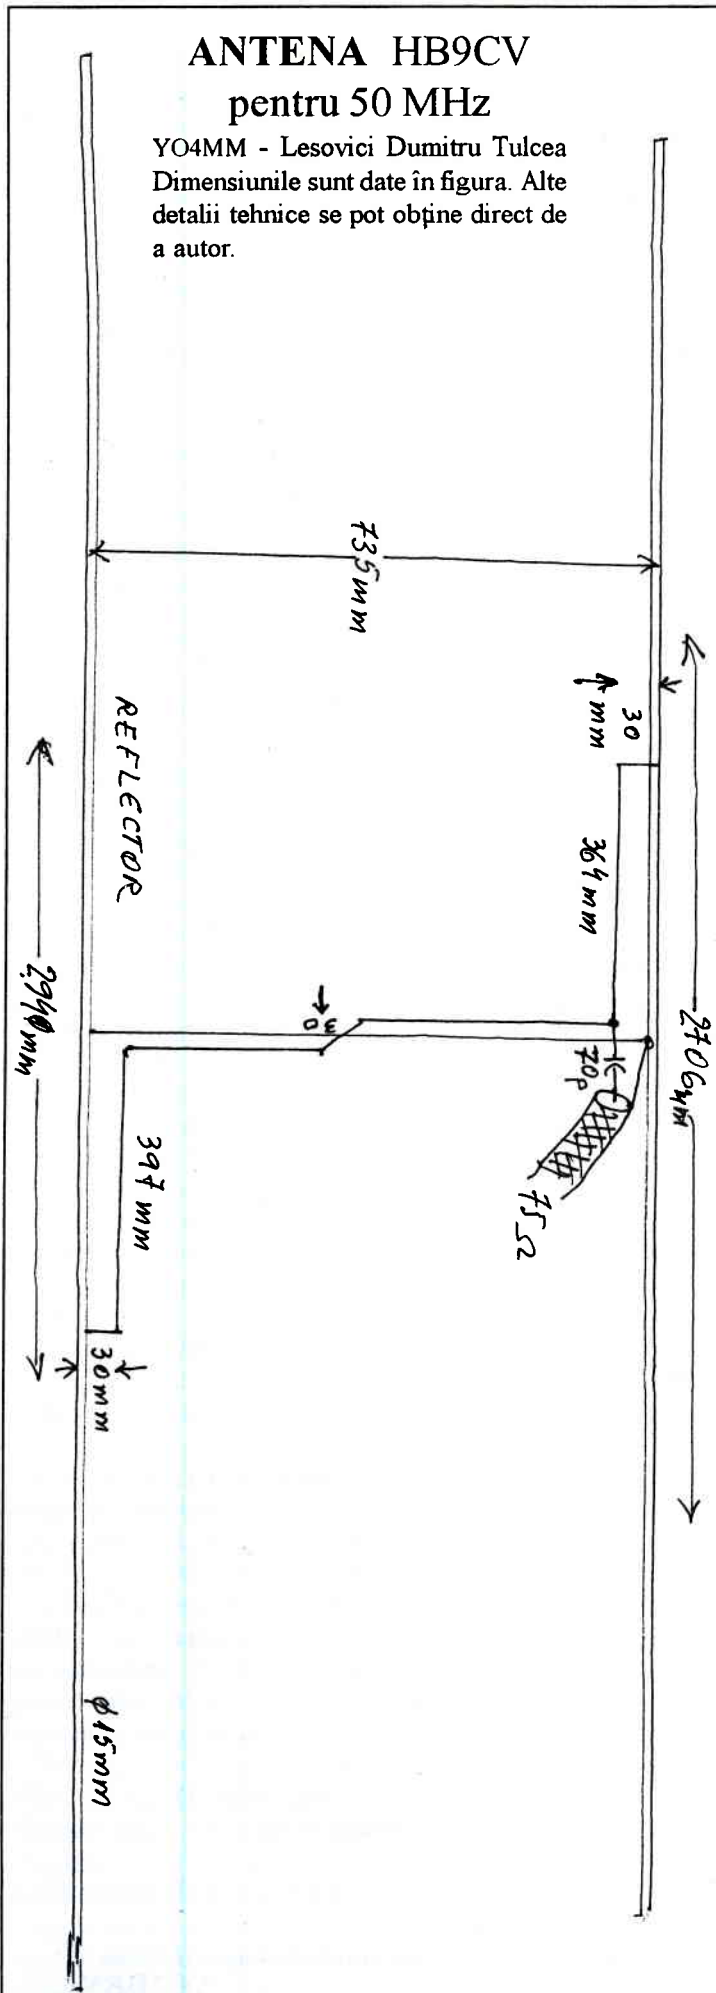 ANTENA HB9CV
pentru 50 MHz
YO4MM - Lesovici Dumitru Tulcea
Dimensiunile sunt date în figura. Alte
detalii tehnice se pot obţine direct de
a autor.
735mm
30
mm
REFLECTOR
364mm
2940mm
2706mm
30
70p
75Ω
397mm
30mm
ϕ15mm